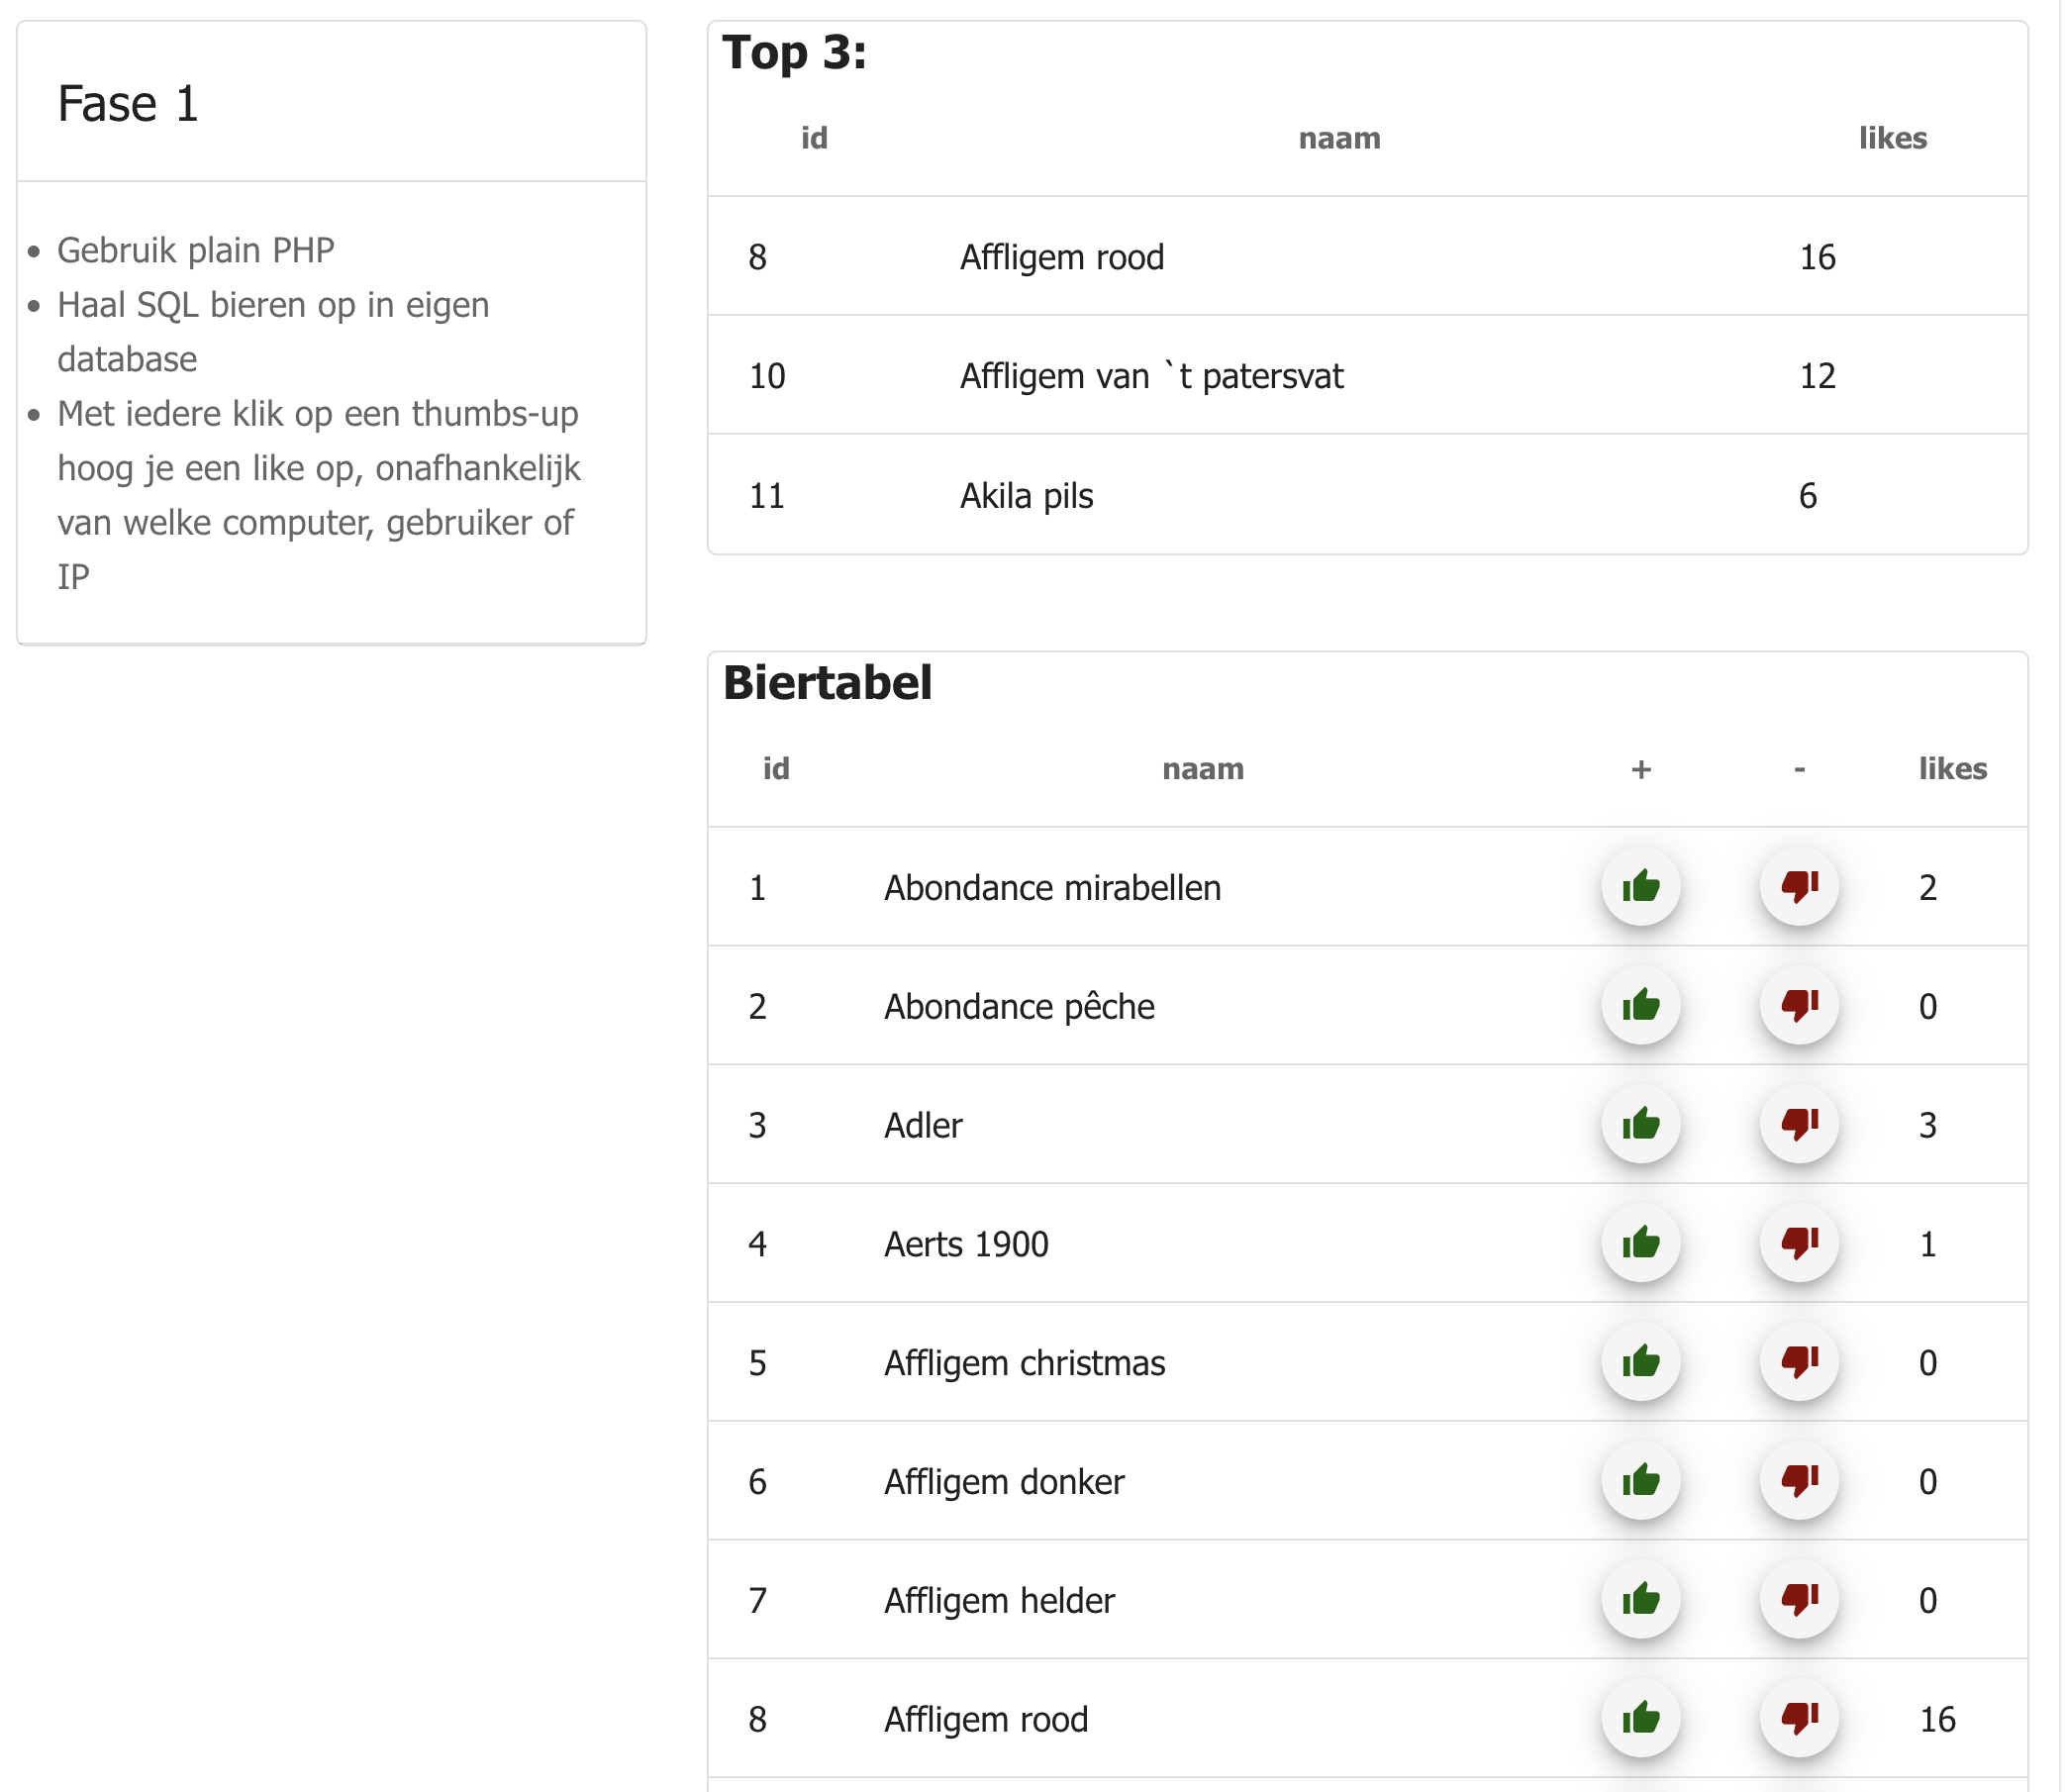 Fase 1
Gebruik plain PHP
Haal SQL bieren op in eigen
database
Met iedere klik op een thumbs-up
hoog je een like op, onafhankelijk
van welke computer, gebruiker of
IP
Top 3:
id naam likes
8 Affligem rood 16
10 Affligem van `t patersvat 12
11 Akila pils 6
Biertabel
id naam + - likes
1 Abondance mirabellen 2
2 Abondance pêche 0
3 Adler 3
4 Aerts 1900 1
5 Affligem christmas 0
6 Affligem donker 0
7 Affligem helder 0
8 Affligem rood 16